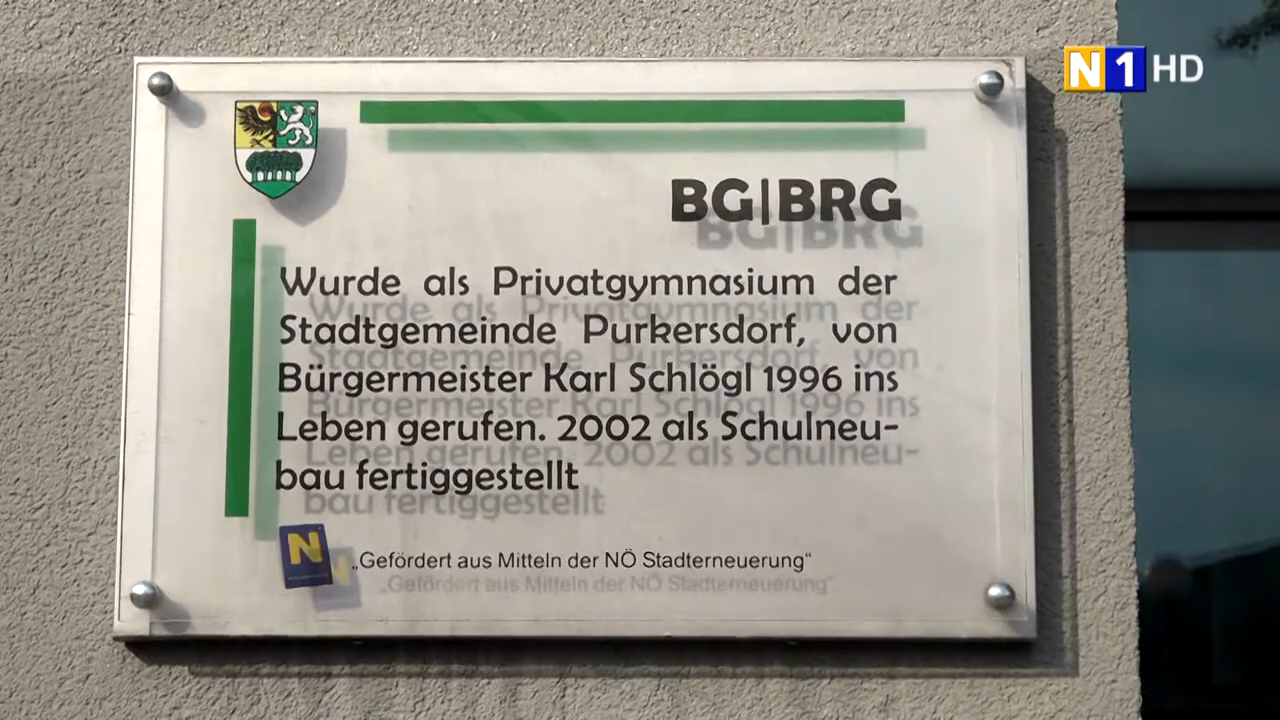 N1 HD
BG|BRG
Wurde als Privatgymnasium der
Stadtgemeinde Purkersdorf, von
Bürgermeister Karl Schlögl 1996 ins
Leben gerufen. 2002 als Schulneu-
bau fertiggestellt
N
„Gefördert aus Mitteln der NÖ Stadterneuerung“